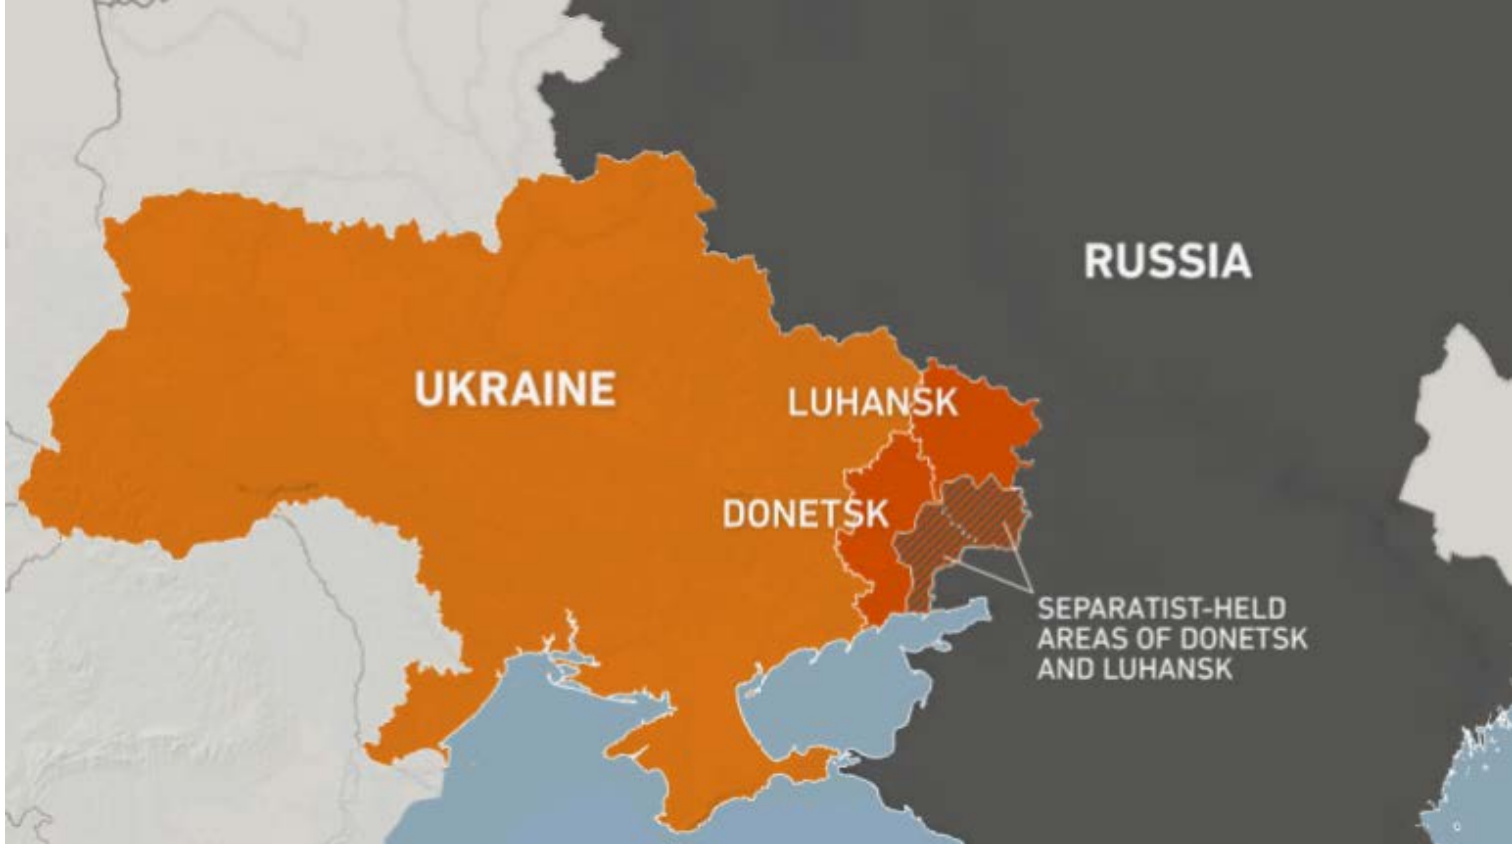 RUSSIA
UKRAINE
LUHANSK
DONETSK
SEPARATIST-HELD
AREAS OF DONETSK
AND LUHANSK